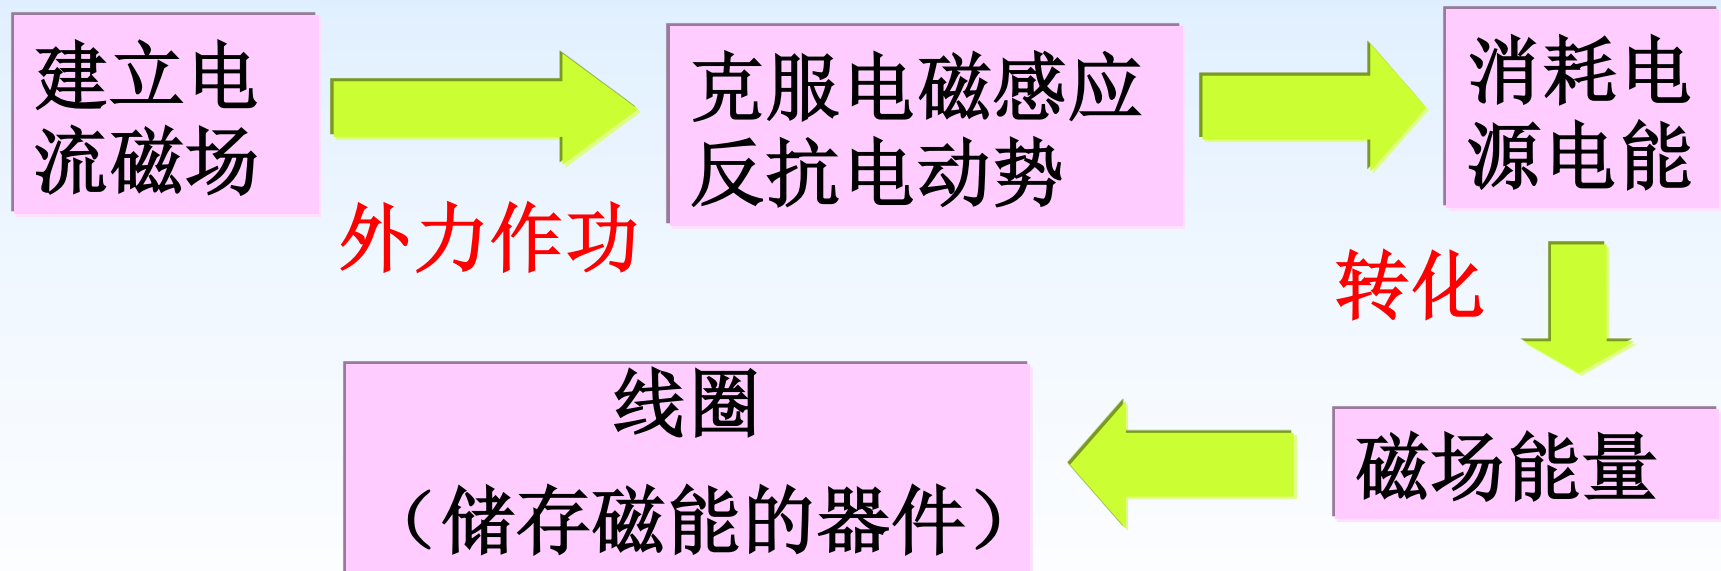 建立电
流磁场
外力作功
克服电磁感应
反抗电动势
消耗电
源电能
转化
磁场能量
线圈
（储存磁能的器件）